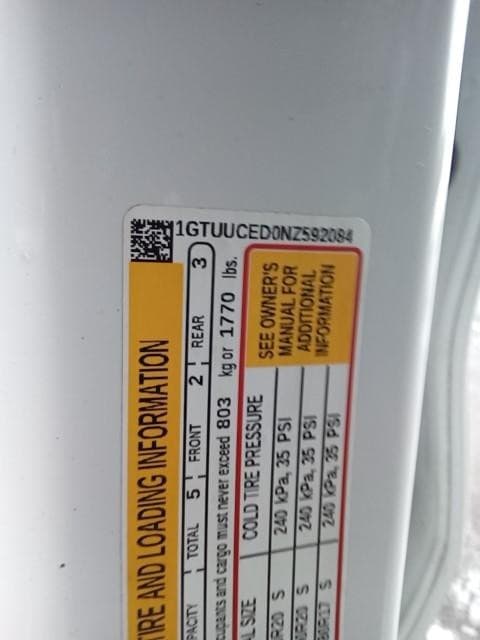 1GTUUCED0NZ592084
TIRE AND LOADING INFORMATION
TOTAL 5 FRONT 2 REAR 3
and cargo must never exceed 803 kg or 1770 lbs.
SIZE COLD TIRE PRESSURE
S 240 kPa, 35 PSI
S 240 kPa, 35 PSI
S 240 kPa, 35 PSI
SEE OWNER'S
MANUAL FOR
ADDITIONAL
INFORMATION